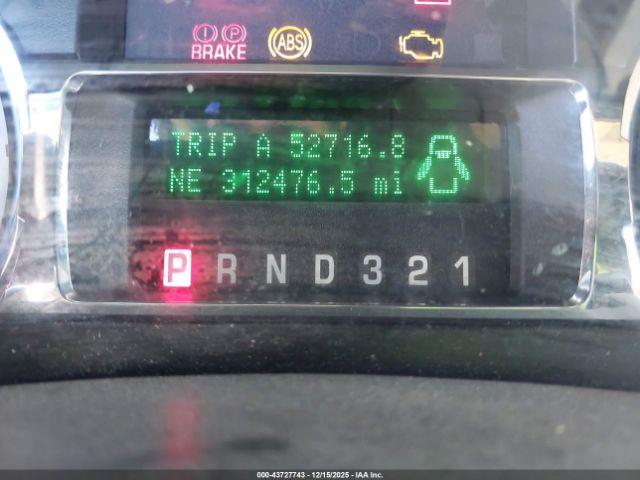 BRAKE
ABS
TRIP A 52716.8
NE 312476.5 mi
P R N D 3 2 1
000-43727743 - 12/15/2025 - IAA Inc.